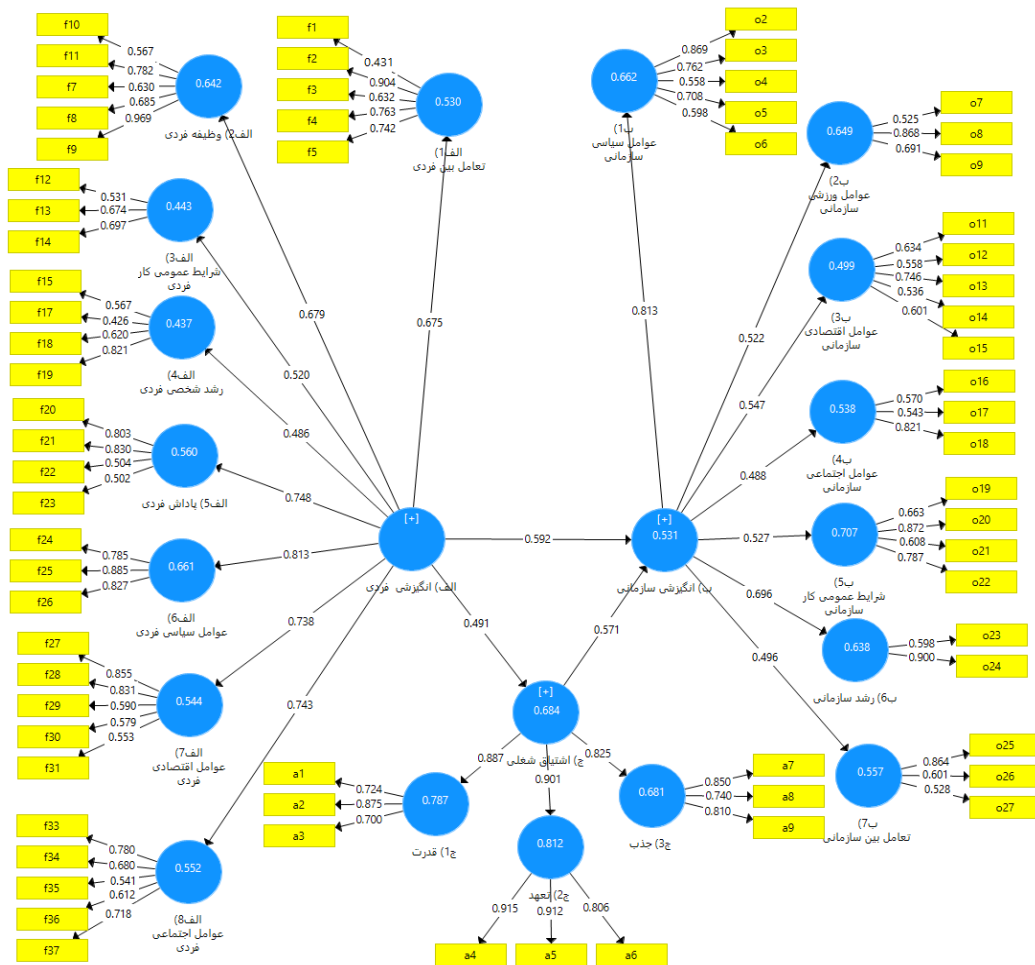 f10
f11
f7
f8
f9
0.567
0.782
0.630
0.685
0.969
0.642
الف2) وظیفه فردی
f1
f2
f3
f4
f5
0.431
0.904
0.632
0.763
0.742
0.530
الف1)
تعامل بین فردی
o2
o3
o4
o5
o6
0.869
0.762
0.558
0.708
0.598
0.662
ب1)
عوامل سیاسی
سازمانی
o7
o8
o9
0.525
0.868
0.691
0.649
ب2)
عوامل ورزشی
سازمانی
f12
f13
f14
0.531
0.674
0.697
0.443
الف3)
شرایط عمومی کار
فردی
o11
o12
o13
o14
o15
0.634
0.558
0.746
0.536
0.601
0.499
ب3)
عوامل اقتصادی
سازمانی
f15
f17
f18
f19
0.567
0.426
0.620
0.821
0.437
الف4)
رشد شخصی فردی
o16
o17
o18
0.570
0.543
0.821
0.538
ب4)
عوامل اجتماعی
سازمانی
f20
f21
f22
f23
0.803
0.830
0.504
0.502
0.560
الف5) پاداش فردی
o19
o20
o21
o22
0.663
0.872
0.608
0.787
0.707
ب5)
شرایط عمومی کار
سازمانی
f24
f25
f26
0.785
0.885
0.827
0.661
الف6)
عوامل سیاسی فردی
o23
o24
0.598
0.900
0.638
ب6) رشد سازمانی
f27
f28
f29
f30
f31
0.855
0.831
0.590
0.579
0.553
0.544
الف7)
عوامل اقتصادی
فردی
o25
o26
o27
0.864
0.601
0.528
0.557
ب7)
تعامل بین سازمانی
f33
f34
f35
f36
f37
0.780
0.680
0.541
0.612
0.718
0.552
الف8)
عوامل اجتماعی
فردی
0.679
0.675
0.520
0.486
0.748
0.813
0.738
0.743
[+]
الف) انگیزشی فردی
0.592
0.491
0.571
0.813
0.522
0.547
0.488
0.527
0.696
0.496
[+]
0.531
ب) انگیزشی سازمانی
[+]
0.684
ج) اشتیاق شغلی
0.887
0.901
0.825
a1
a2
a3
0.724
0.875
0.700
0.787
ج1) قدرت
0.681
ج3) جذب
0.850
0.740
0.810
a7
a8
a9
0.812
ج2) تعهد
0.915
0.912
0.806
a4
a5
a6